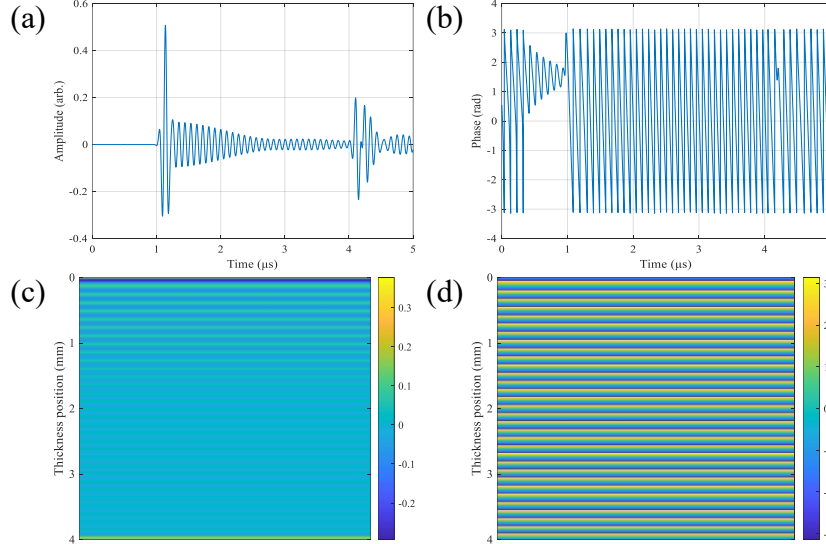 (a)
0.6
0.4
0.2
0
-0.2
-0.4
Amplitude (arb.)
0 1 2 3 4 5
Time (μs)
(b)
4
3
2
1
0
-1
-2
-3
-4
Phase (rad)
0 1 2 3 4
Time (μs)
(c)
0
1
2
3
4
Thickness position (mm)
0.3
0.2
0.1
0
-0.1
-0.2
(d)
0
1
2
3
4
Thickness position (mm)
3
2